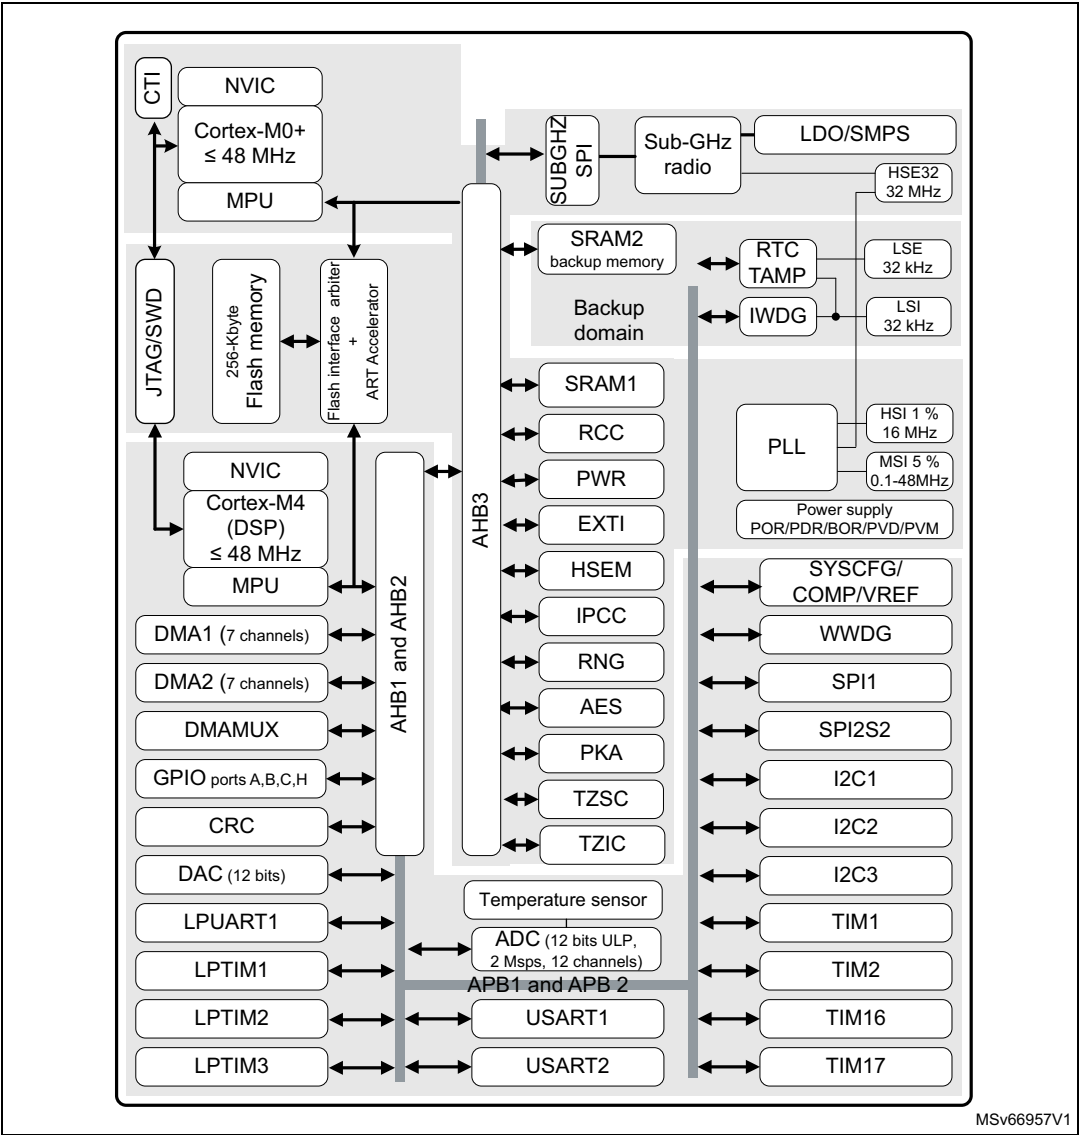 CTI
NVIC
Cortex-M0+
≤ 48 MHz
MPU
SUBGHZ
SPI
Sub-GHz
radio
LDO/SMPS
HSE32
32 MHz
JTAG/SWD
256-Kbyte
Flash memory
Flash interface arbiter
+
ART Accelerator
AHB3
SRAM2
backup memory
Backup
domain
RTC
TAMP
IWDG
LSE
32 kHz
LSI
32 kHz
SRAM1
RCC
PWR
EXTI
HSEM
IPCC
RNG
AES
PKA
TZSC
TZIC
PLL
HSI 1 %
16 MHz
MSI 5 %
0.1-48MHz
Power supply
POR/PDR/BOR/PVD/PVM
NVIC
Cortex-M4
(DSP)
≤ 48 MHz
MPU
AHB1 and AHB2
DMA1 (7 channels)
DMA2 (7 channels)
DMAMUX
GPIO ports A,B,C,H
CRC
DAC (12 bits)
LPUART1
LPTIM1
LPTIM2
LPTIM3
Temperature sensor
ADC (12 bits ULP,
2 Msps, 12 channels)
APB1 and APB 2
USART1
USART2
SYSCFG/
COMP/VREF
WWDG
SPI1
SPI2S2
I2C1
I2C2
I2C3
TIM1
TIM2
TIM16
TIM17
MSv66957V1